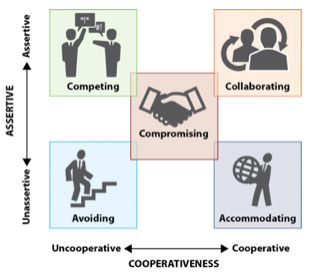 Assertive
ASSERTIVE
Unassertive
Competing
Collaborating
Compromising
Avoiding
Accommodating
Uncooperative
Cooperative
COOPERATIVENESS